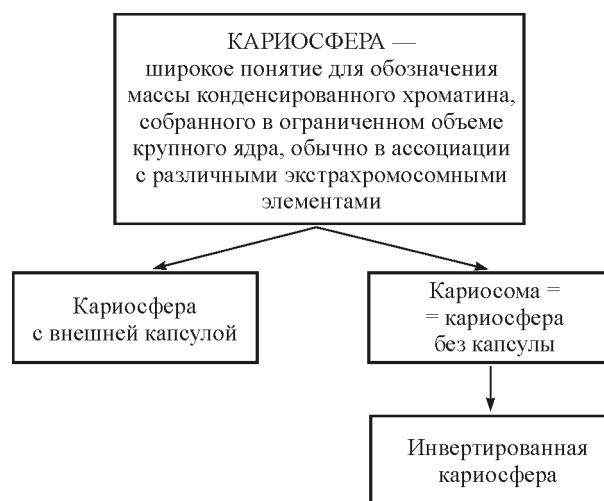 КАРИОСФЕРА —
широкое понятие для обозначения
массы конденсированного хроматина,
собранного в ограниченном объеме
крупного ядра, обычно в ассоциации
с различными экстрахромосомными
элементами
Кариосфера
с внешней капсулой
Кариосома =
= кариосфера
без капсулы
Инвертированная
кариосфера